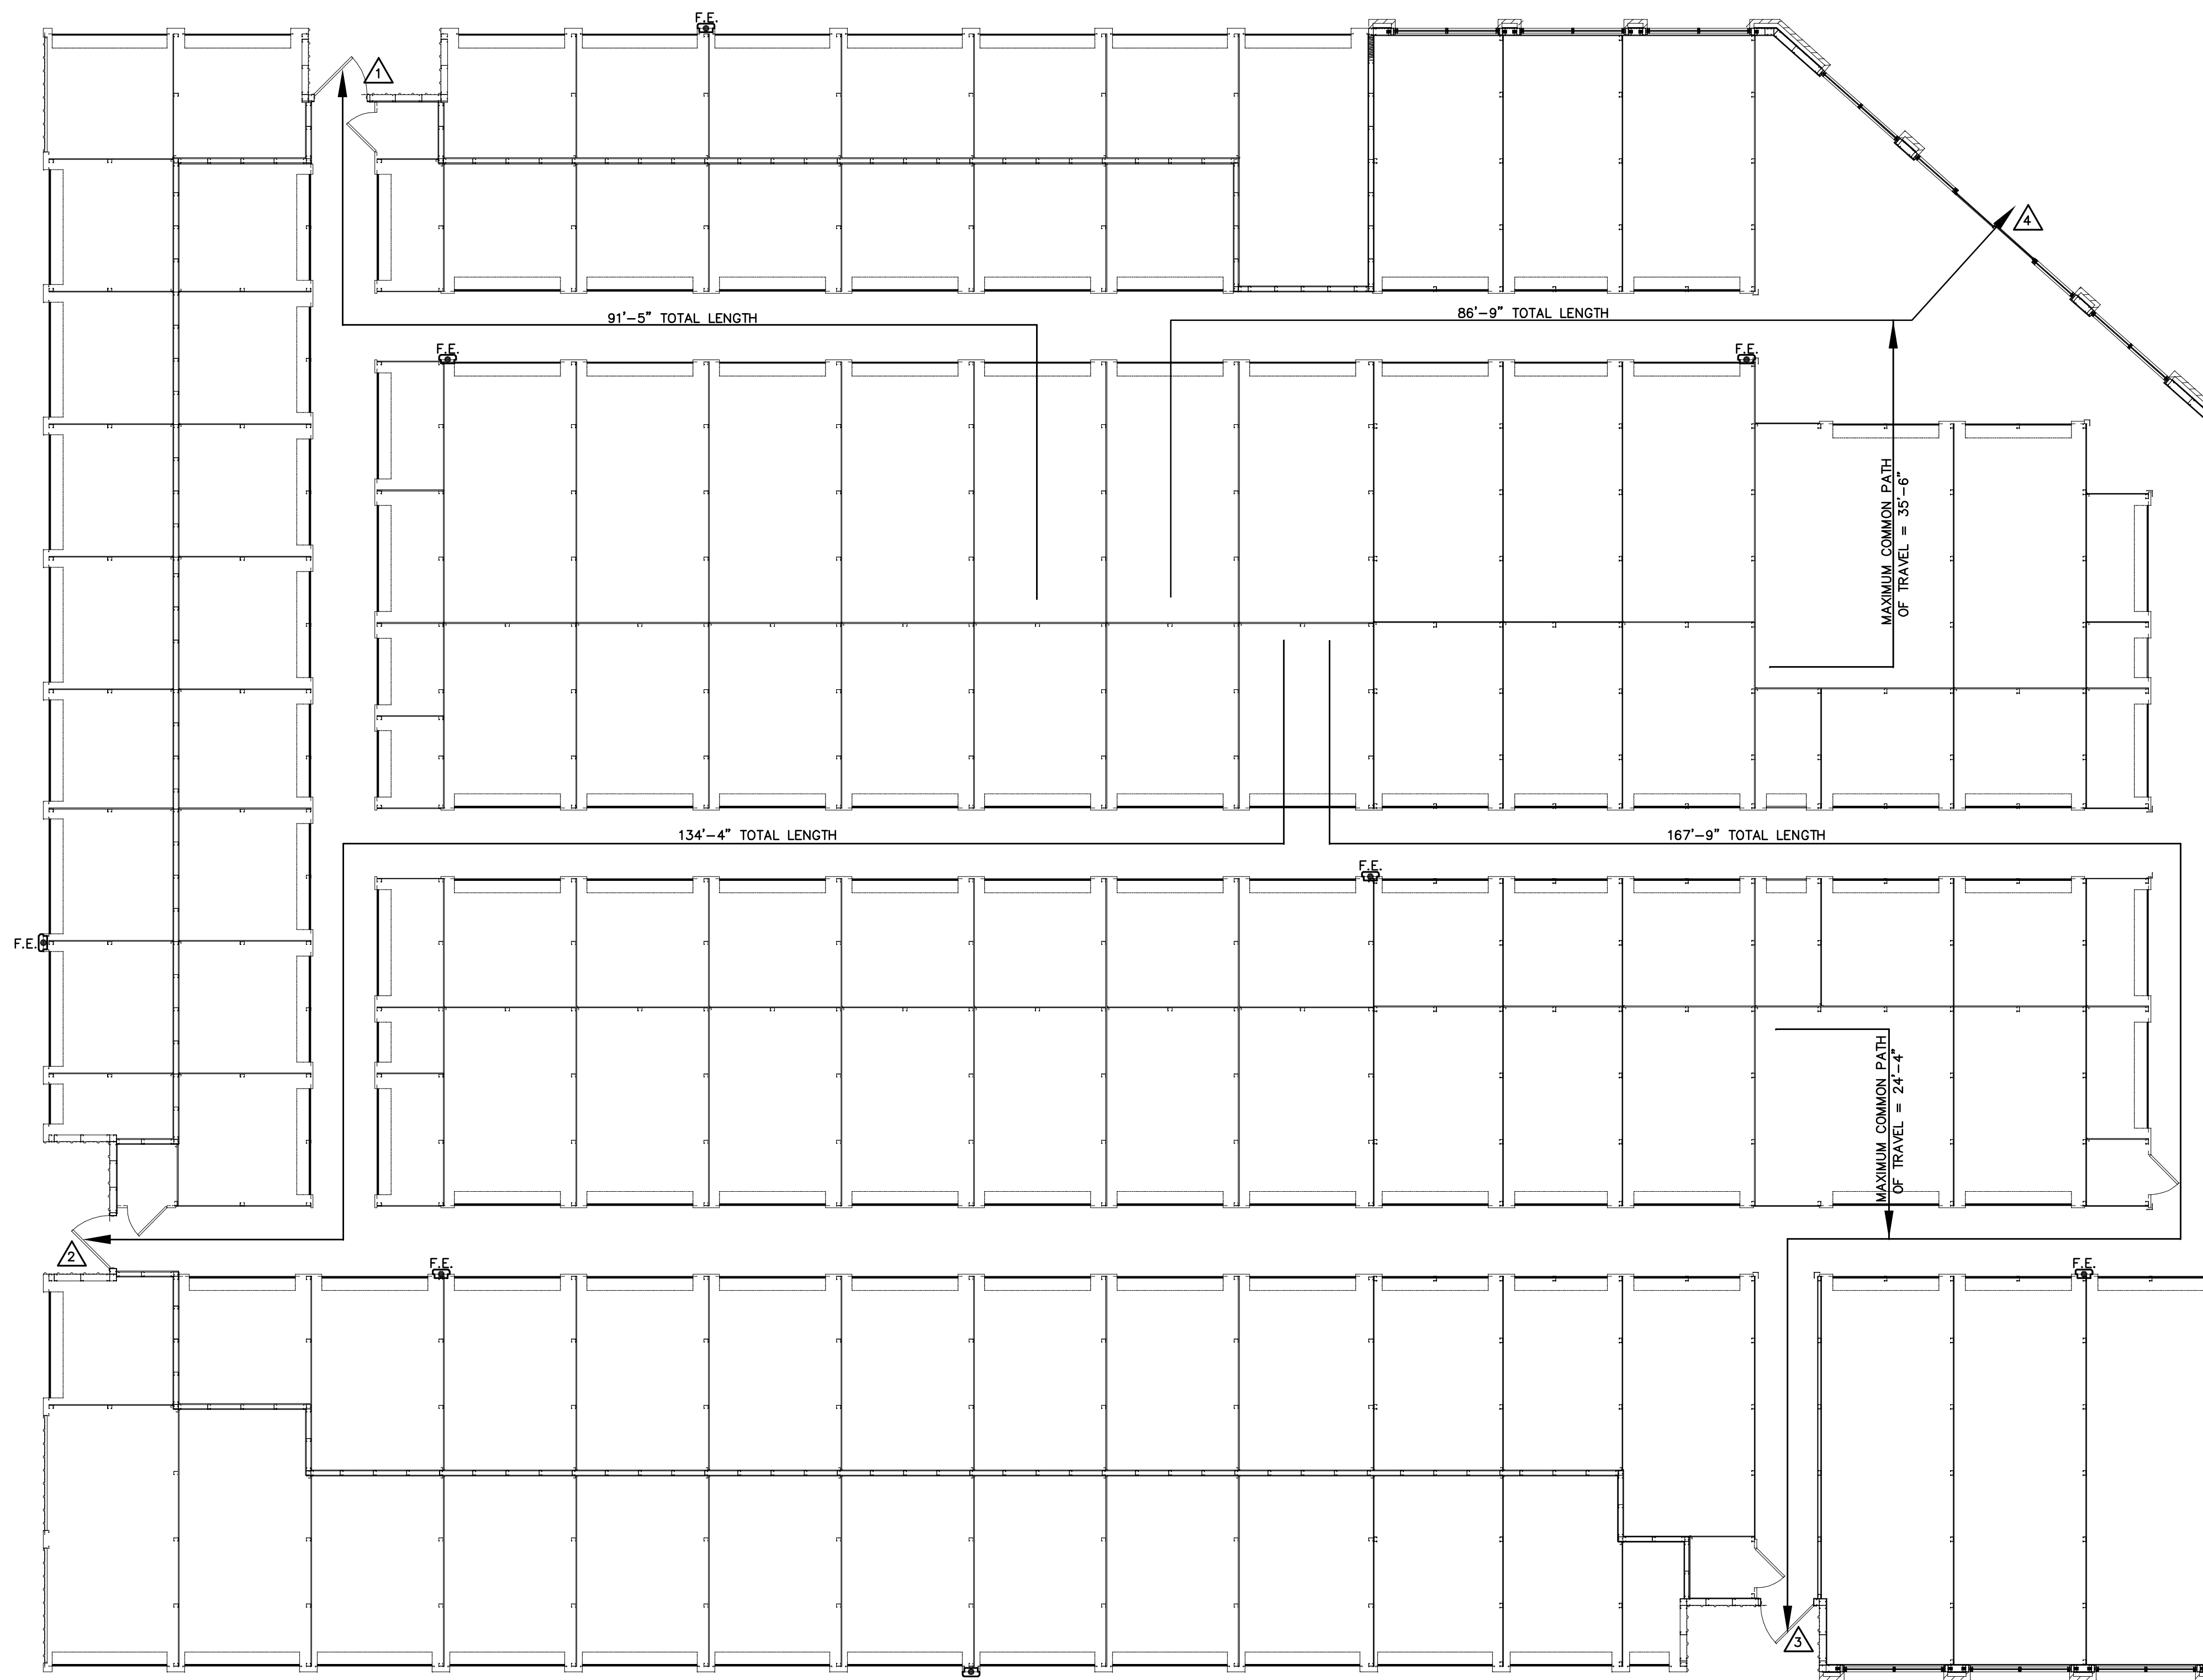 F.E.
1
4
91'-5" TOTAL LENGTH
86'-9" TOTAL LENGTH
F.E.
F.E.
MAXIMUM COMMON PATH
OF TRAVEL = 35'-6"
134'-4" TOTAL LENGTH
167'-9" TOTAL LENGTH
F.E.
F.E.
MAXIMUM COMMON PATH
OF TRAVEL = 24'-4"
2
F.E.
F.E.
3